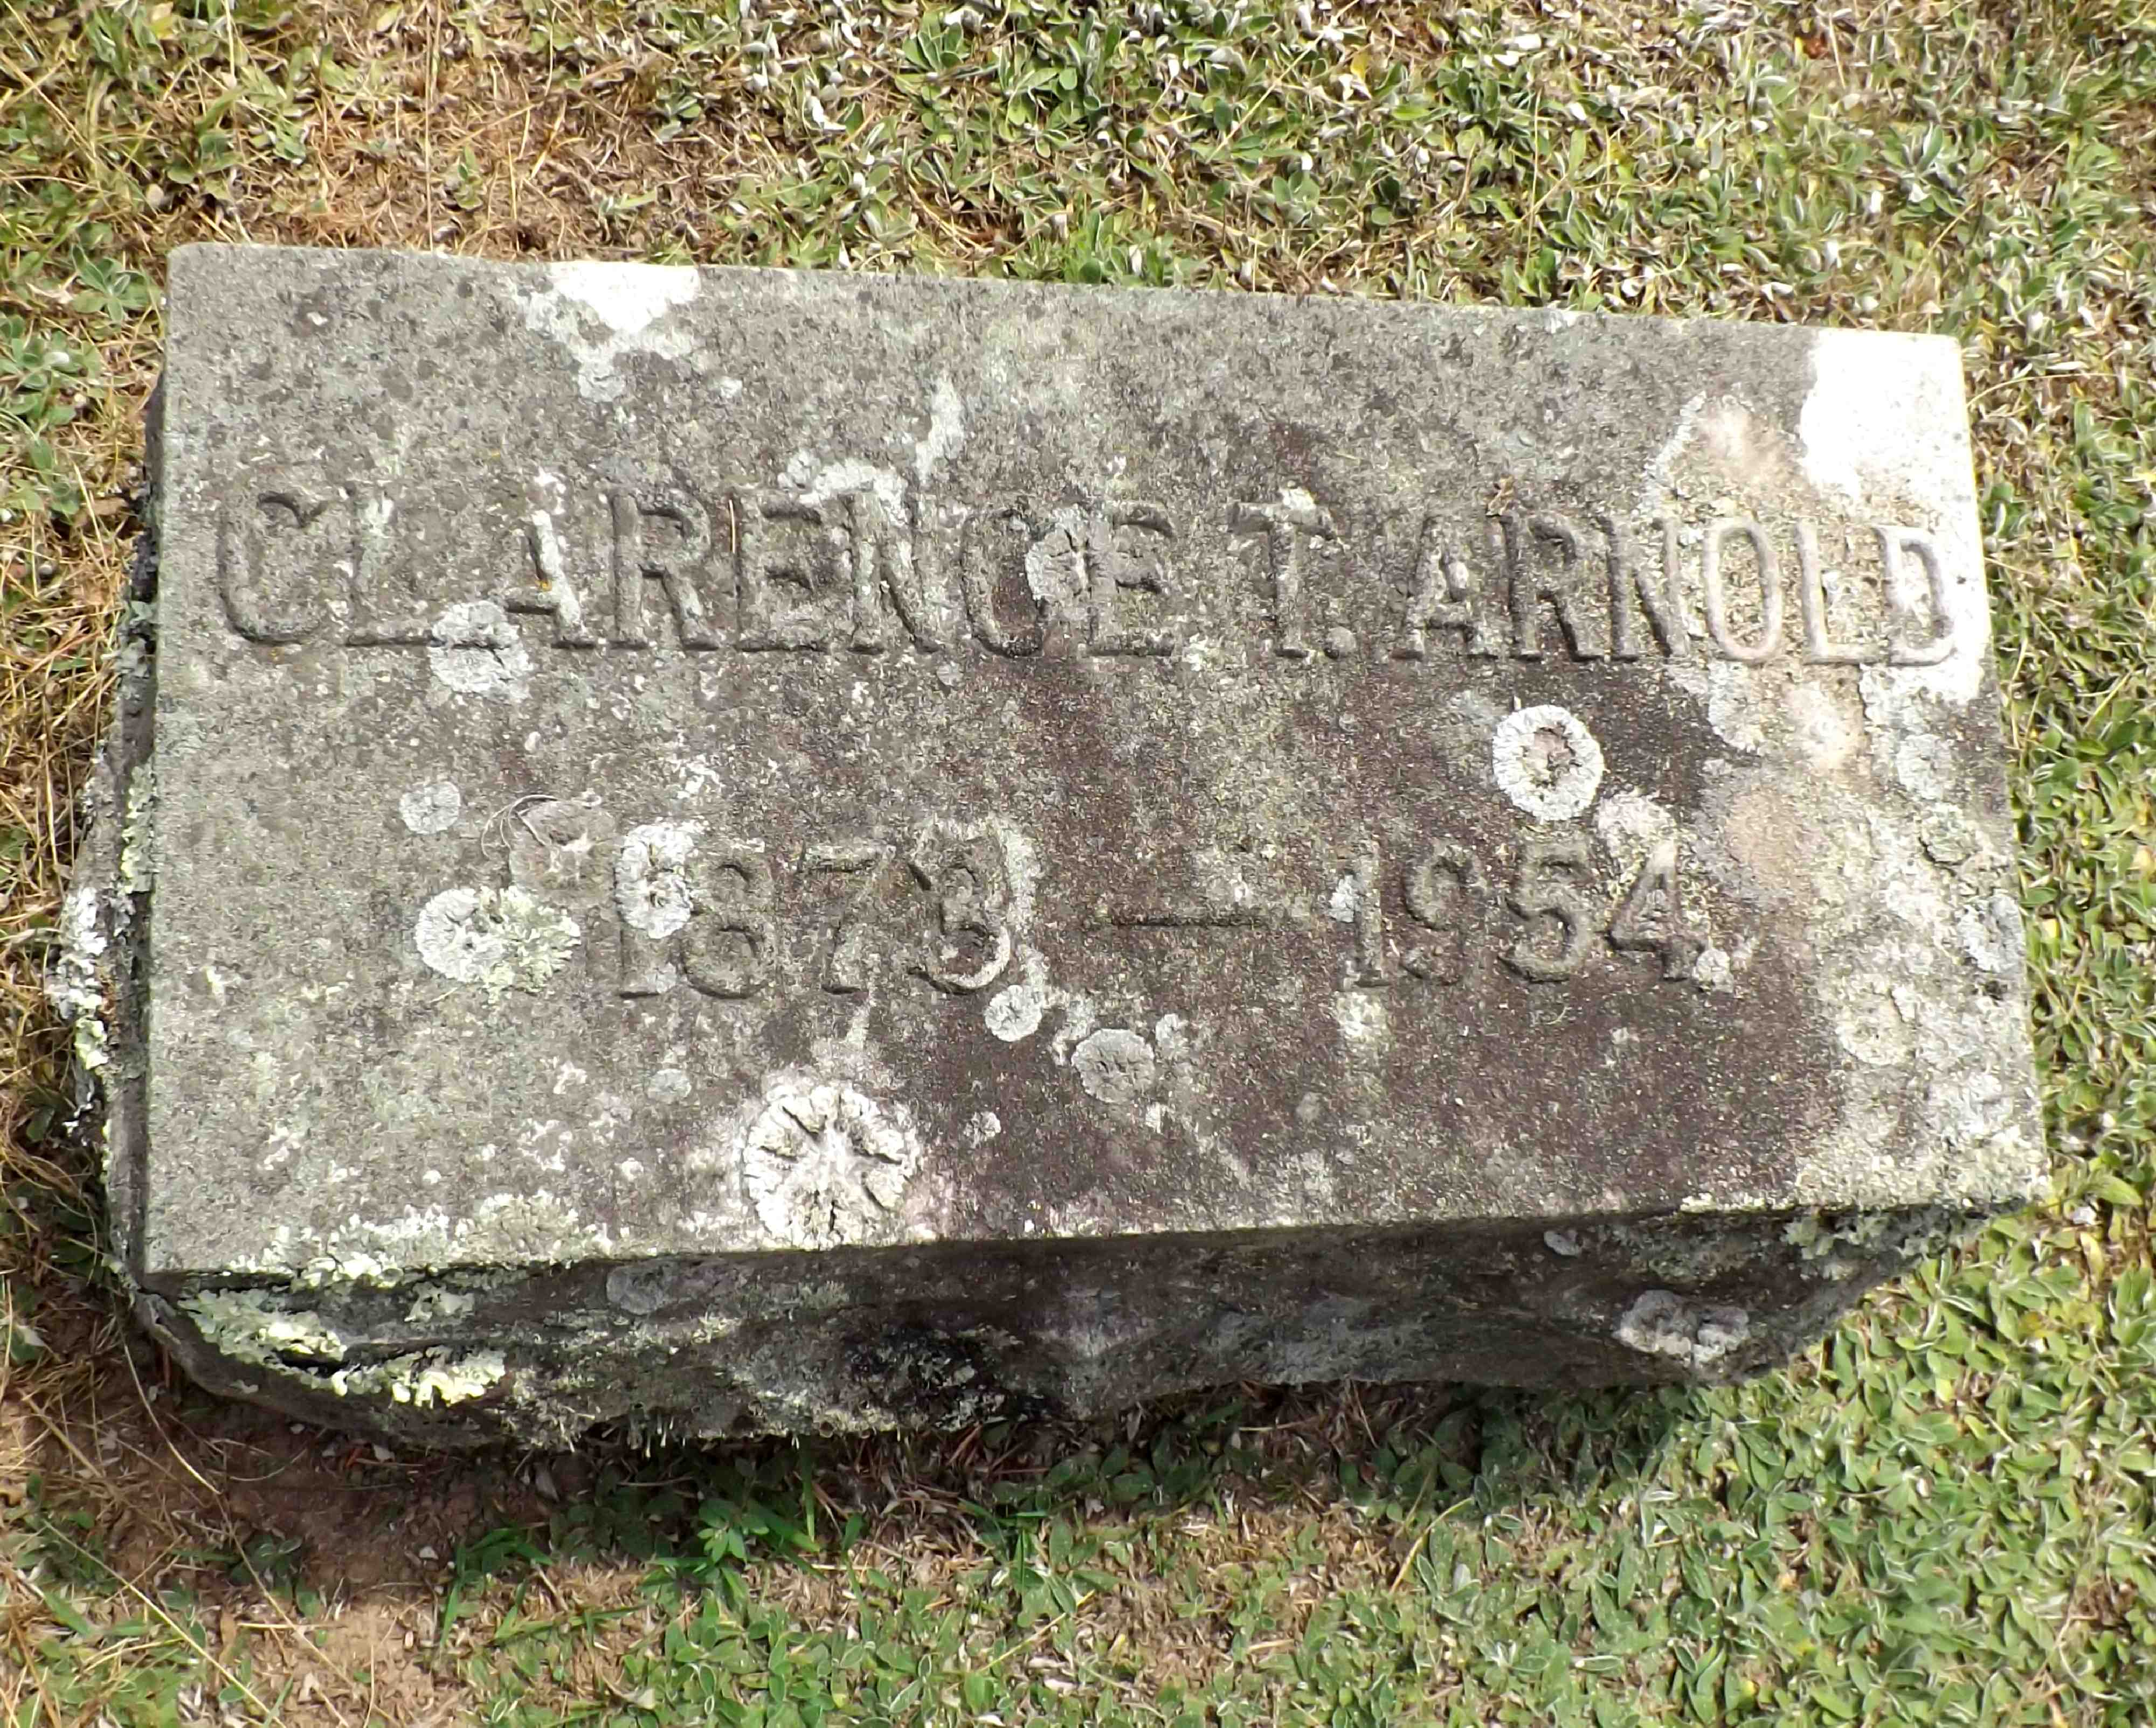 CLARENCE T. ARNOLD
1873 — 1954